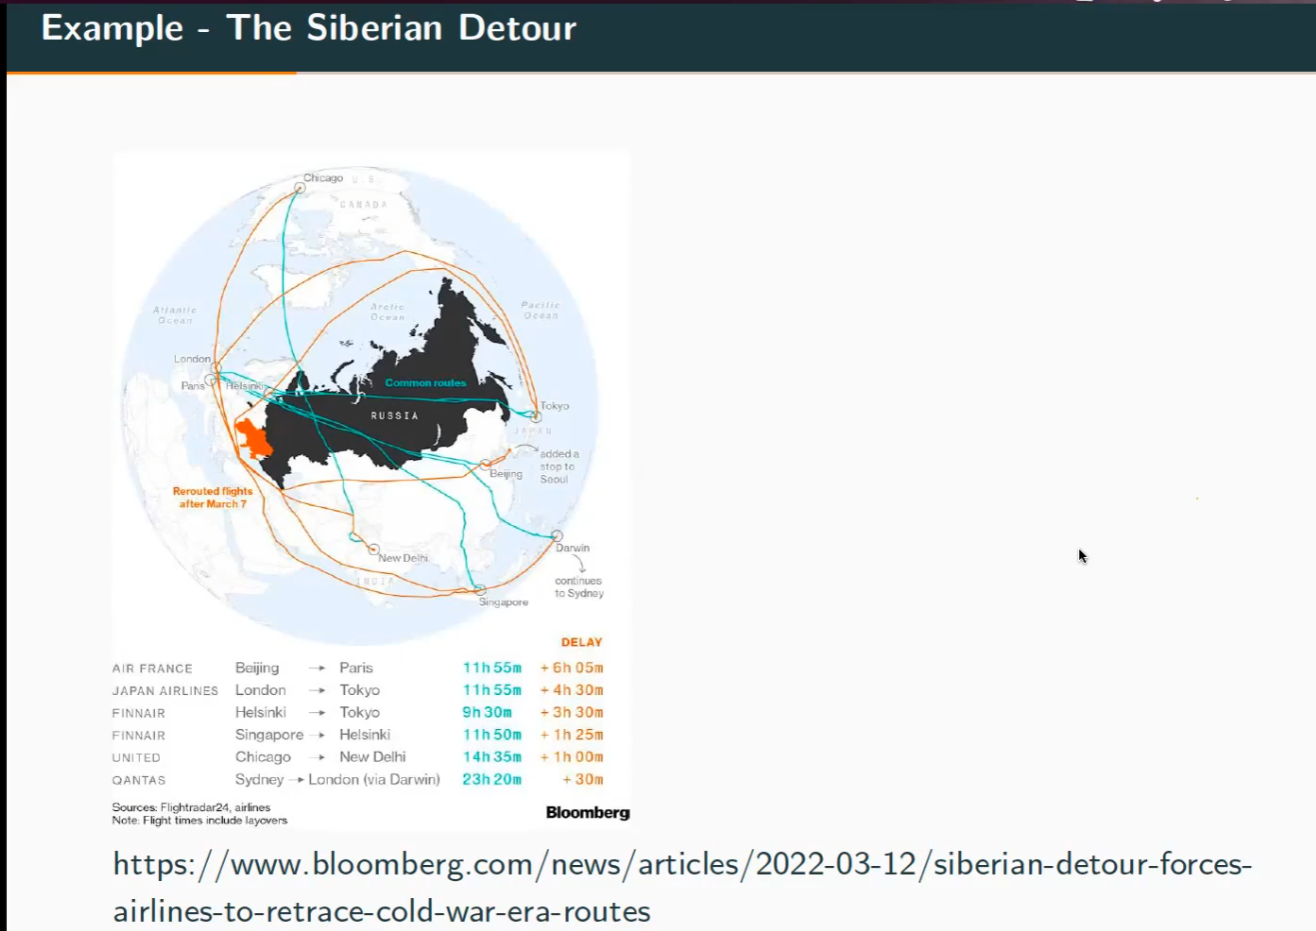 Example - The Siberian Detour
Chicago
U.S.
CANADA
Atlantic
Ocean
Arctic
Ocean
Pacific
Ocean
London
Paris
Helsinki
Common routes
RUSSIA
Tokyo
JAPAN
added a
stop to
Seoul
Beijing
Rerouted flights
after March 7
New Delhi
INDIA
Darwin
continues
to Sydney
Singapore
DELAY
AIR FRANCE Beijing → Paris 11h 55m + 6h 05m
JAPAN AIRLINES London → Tokyo 11h 55m + 4h 30m
FINNAIR Helsinki → Tokyo 9h 30m + 3h 30m
FINNAIR Singapore → Helsinki 11h 50m + 1h 25m
UNITED Chicago → New Delhi 14h 35m + 1h 00m
QANTAS Sydney → London (via Darwin) 23h 20m + 30m
Sources: Flightradar24, airlines
Note: Flight times include layovers
Bloomberg
https://www.bloomberg.com/news/articles/2022-03-12/siberian-detour-forces-
airlines-to-retrace-cold-war-era-routes